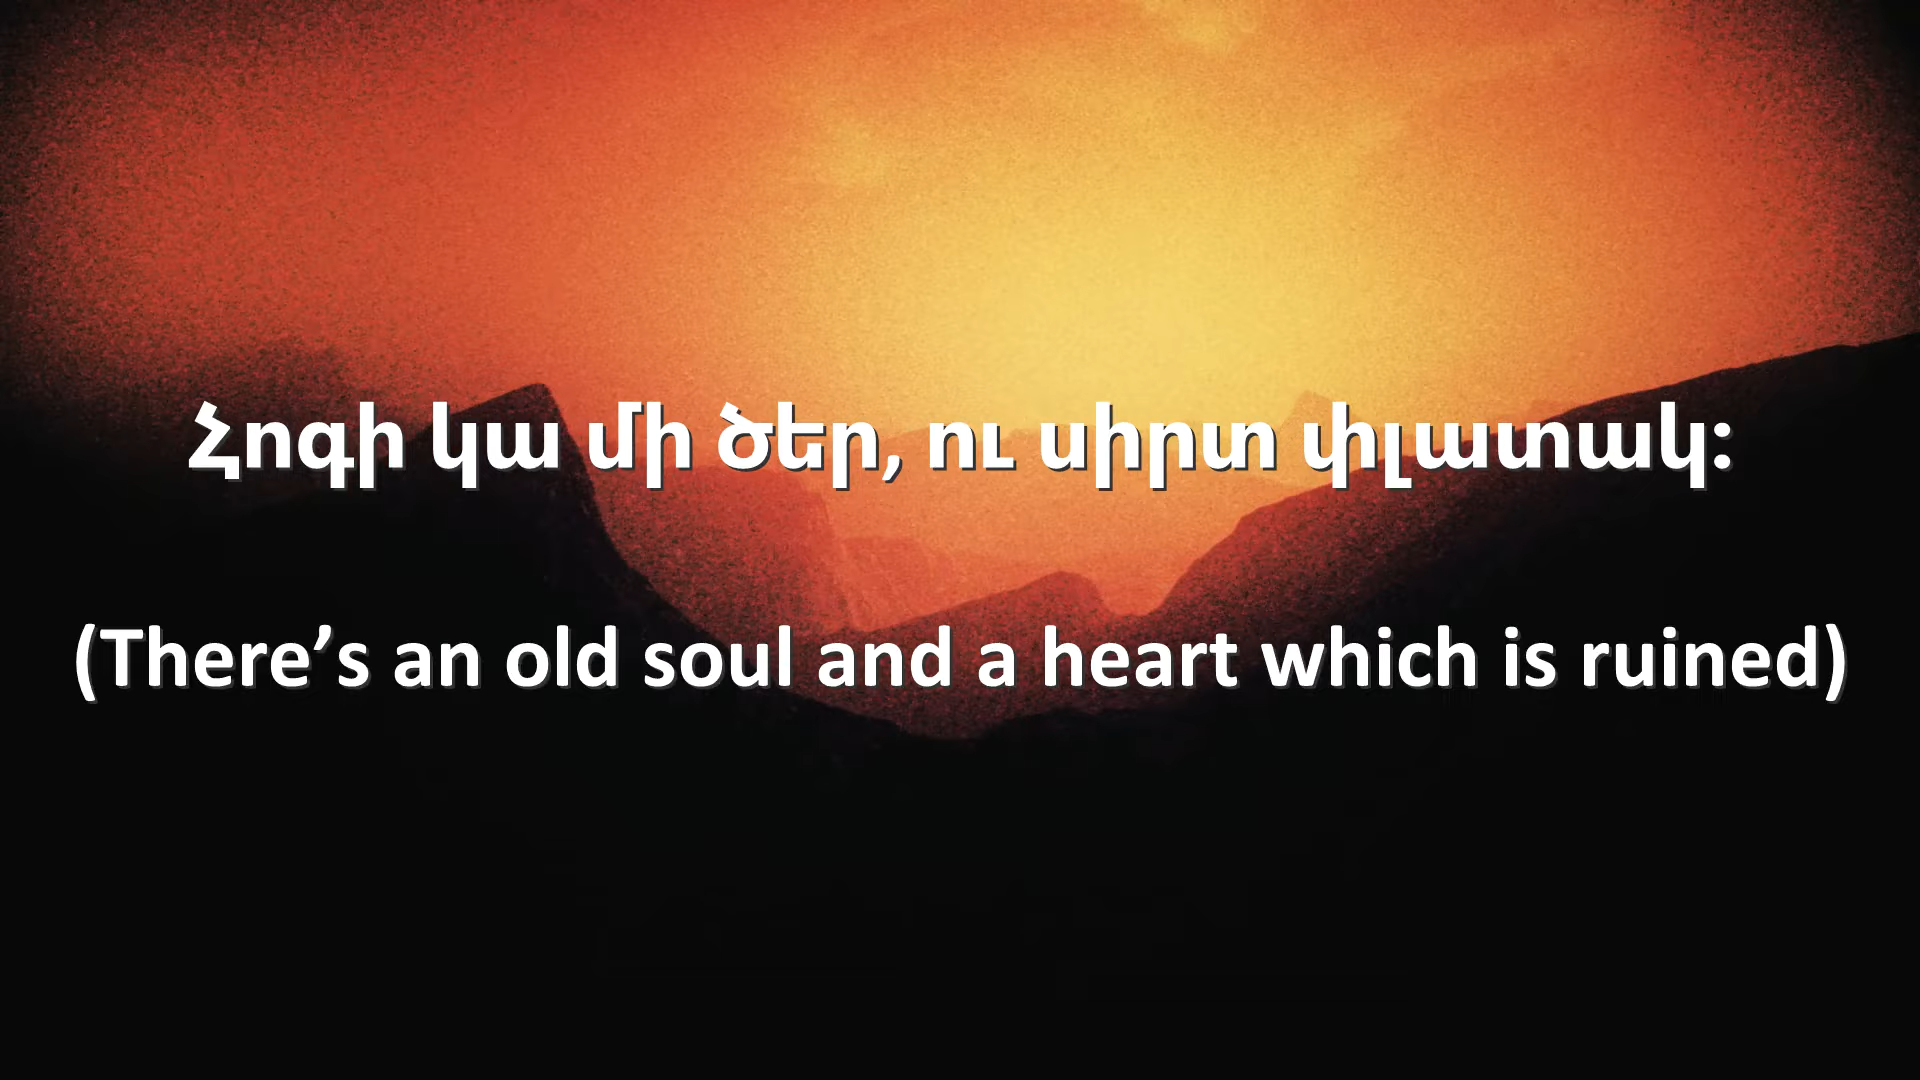 Հոգի կա մի ծեր, ու սիրտ փլատակ:
(There’s an old soul and a heart which is ruined)